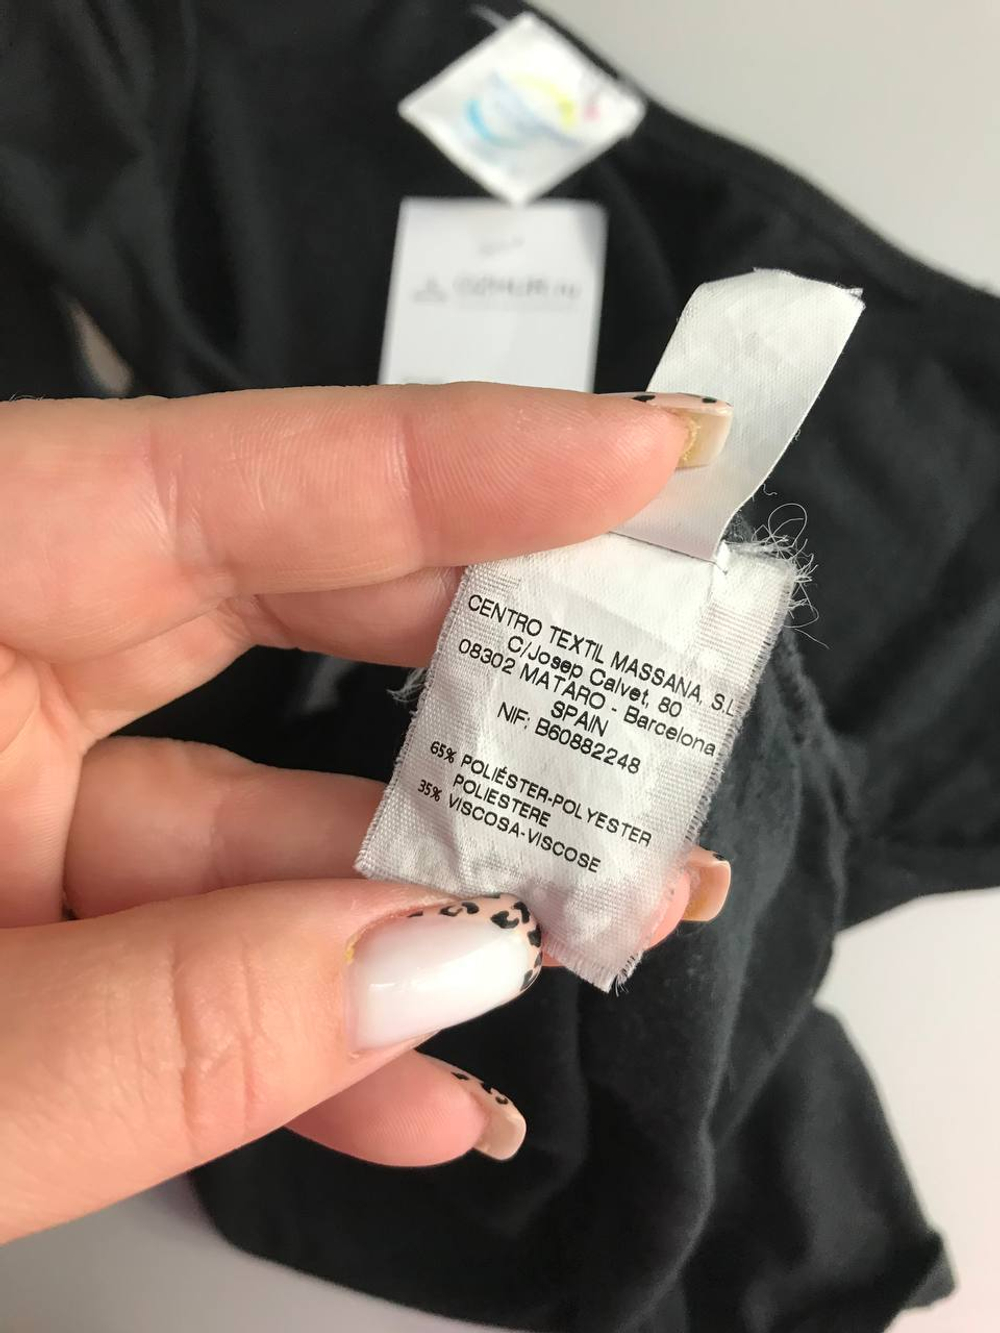 CENTRO TEXTIL MASSANA, S.L
C/Josep Calvet, 80
08302 MATARO - Barcelona
SPAIN
NIF: B60882248
65% POLIÉSTER-POLYESTER
POLIESTERE
35% VISCOSA-VISCOSE